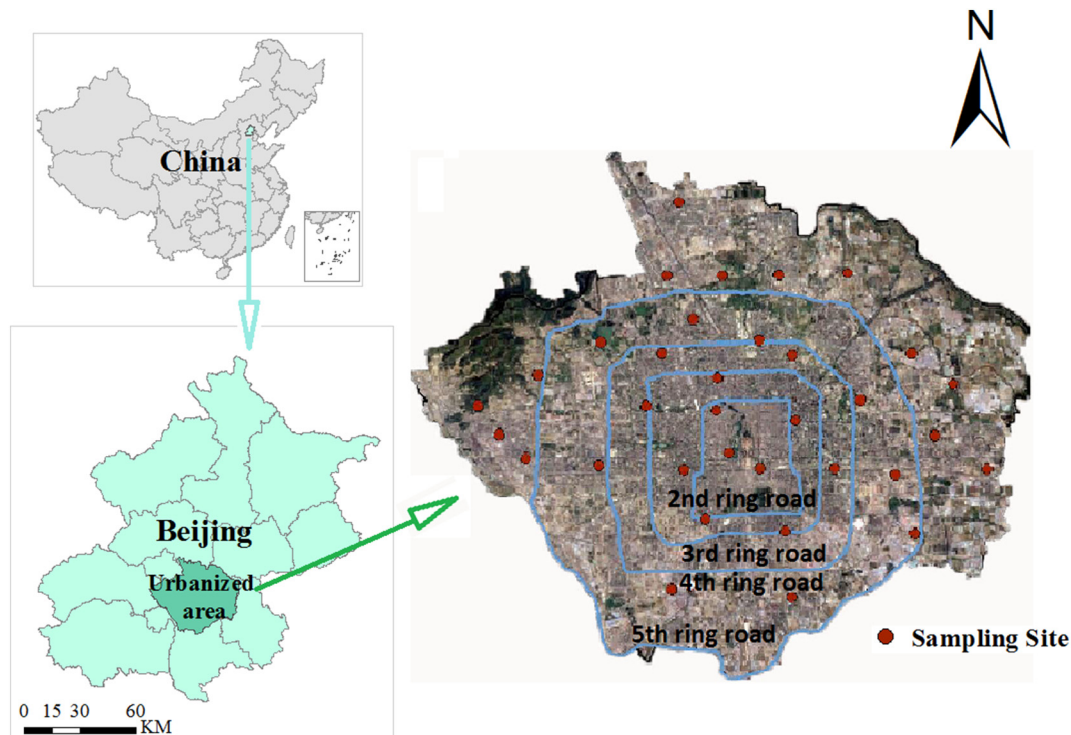 N
China
Beijing
Urbanized
area
0 15 30 60
KM
2nd ring road
3rd ring road
4th ring road
5th ring road
Sampling Site